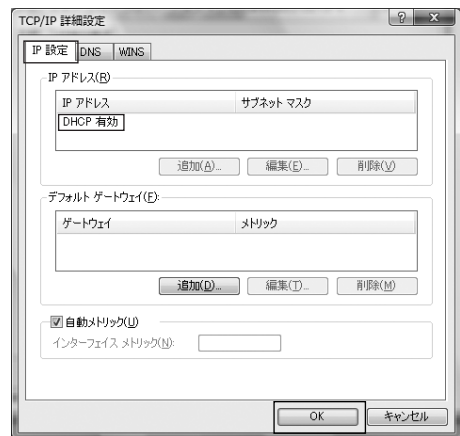 TCP/IP 詳細設定
IP 設定 DNS WINS
IP アドレス(R)
IP アドレス サブネット マスク
DHCP 有効
追加(A)... 編集(E)... 削除(V)
デフォルト ゲートウェイ(F):
ゲートウェイ メトリック
追加(D)... 編集(T)... 削除(M)
自動メトリック(U)
インターフェイス メトリック(N):
OK キャンセル